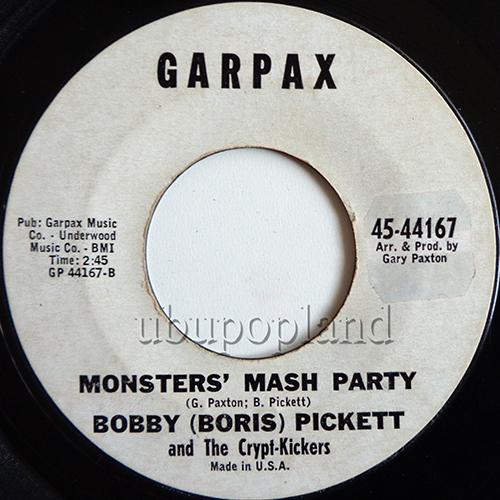 GARPAX
Pub: Garpax Music
Co. - Underwood
Music Co. - BMI
Time: 2:45
GP 44167-B
45-44167
Arr. & Prod. by
Gary Paxton
ubupopland
MONSTERS' MASH PARTY
(G. Paxton; B. Pickett)
BOBBY (BORIS) PICKETT
and The Crypt-Kickers
Made in U.S.A.